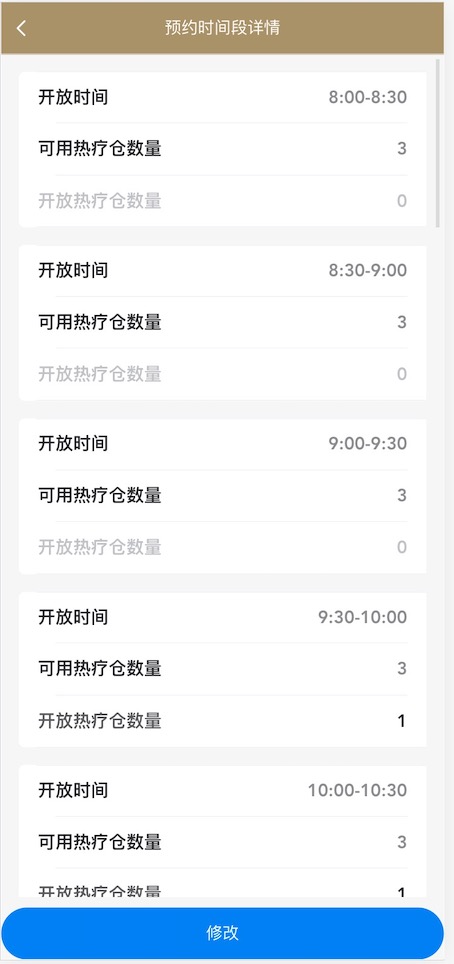 预约时间段详情
开放时间 8:00-8:30
可用热疗仓数量 3
开放热疗仓数量 0
开放时间 8:30-9:00
可用热疗仓数量 3
开放热疗仓数量 0
开放时间 9:00-9:30
可用热疗仓数量 3
开放热疗仓数量 0
开放时间 9:30-10:00
可用热疗仓数量 3
开放热疗仓数量 1
开放时间 10:00-10:30
可用热疗仓数量 3
开放热疗仓数量 1
修改